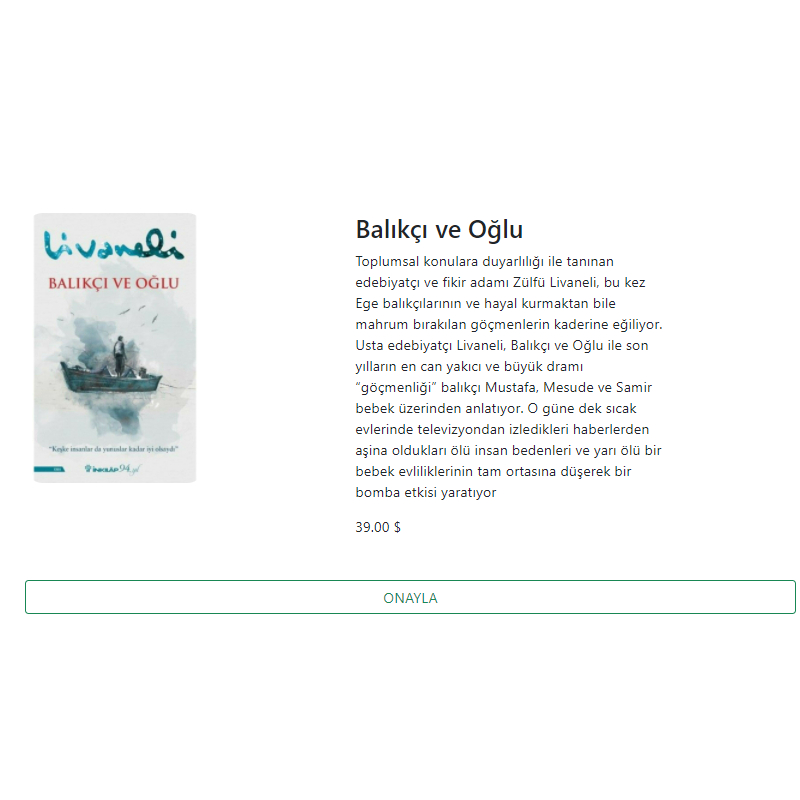 Livaneli
BALIKÇI VE OĞLU
“Keşke insanlar da yunuslar kadar iyi olsaydı”
İNKILÂP 94.yıl
Balıkçı ve Oğlu
Toplumsal konulara duyarlılığı ile tanınan
edebiyatçı ve fikir adamı Zülfü Livaneli, bu kez
Ege balıkçılarının ve hayal kurmaktan bile
mahrum bırakılan göçmenlerin kaderine eğiliyor.
Usta edebiyatçı Livaneli, Balıkçı ve Oğlu ile son
yılların en can yakıcı ve büyük dramı
“göçmenliği” balıkçı Mustafa, Mesude ve Samir
bebek üzerinden anlatıyor. O güne dek sıcak
evlerinde televizyondan izledikleri haberlerden
aşina oldukları ölü insan bedenleri ve yarı ölü bir
bebek evliliklerinin tam ortasına düşerek bir
bomba etkisi yaratıyor
39.00 $
ONAYLA